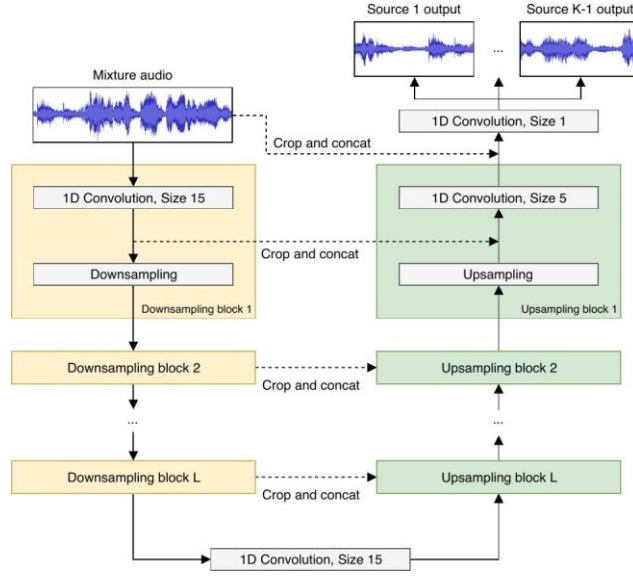 Source 1 output
Source K-1 output
...
Mixture audio
1D Convolution, Size 1
Crop and concat
1D Convolution, Size 15
1D Convolution, Size 5
Crop and concat
Downsampling
Upsampling
Downsampling block 1
Upsampling block 1
Downsampling block 2
Upsampling block 2
Crop and concat
...
...
Downsampling block L
Upsampling block L
Crop and concat
1D Convolution, Size 15